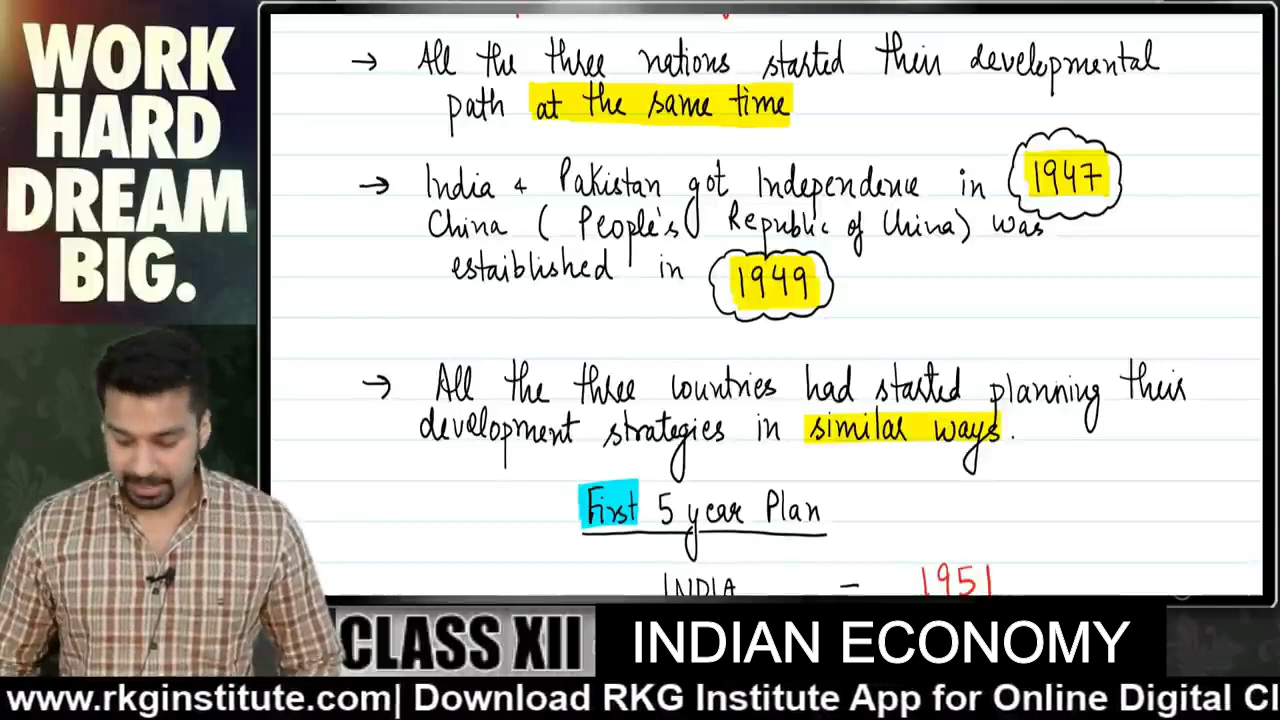 WORK
HARD
DREAM
BIG.
→ All the three nations started their developmental
path at the same time
→ India & Pakistan got Independence in 1947
China (People's Republic of China) was
estaiblished in 1949
→ All the three countries had started planning their
development strategies in similar ways.
First 5 year Plan
INDIA - 1951
CLASS XII INDIAN ECONOMY
www.rkginstitute.com| Download RKG Institute App for Online Digital Cl